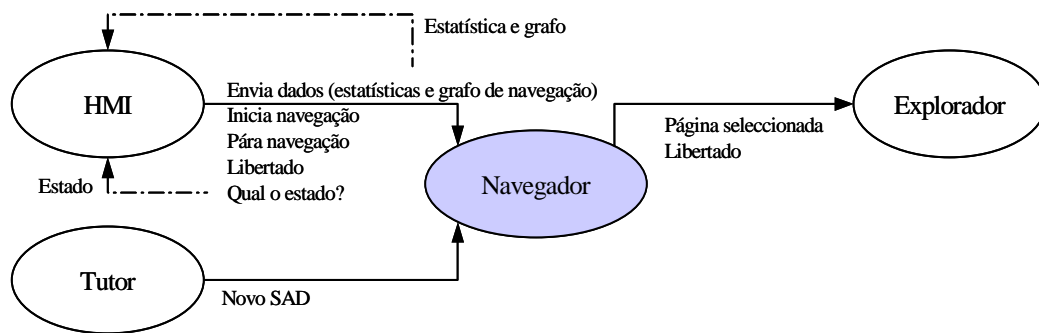 Estatística e grafo
HMI
Envia dados (estatísticas e grafo de navegação)
Inicia navegação
Pára navegação
Libertado
Qual o estado?
Estado
Navegador
Página seleccionada
Libertado
Explorador
Tutor
Novo SAD